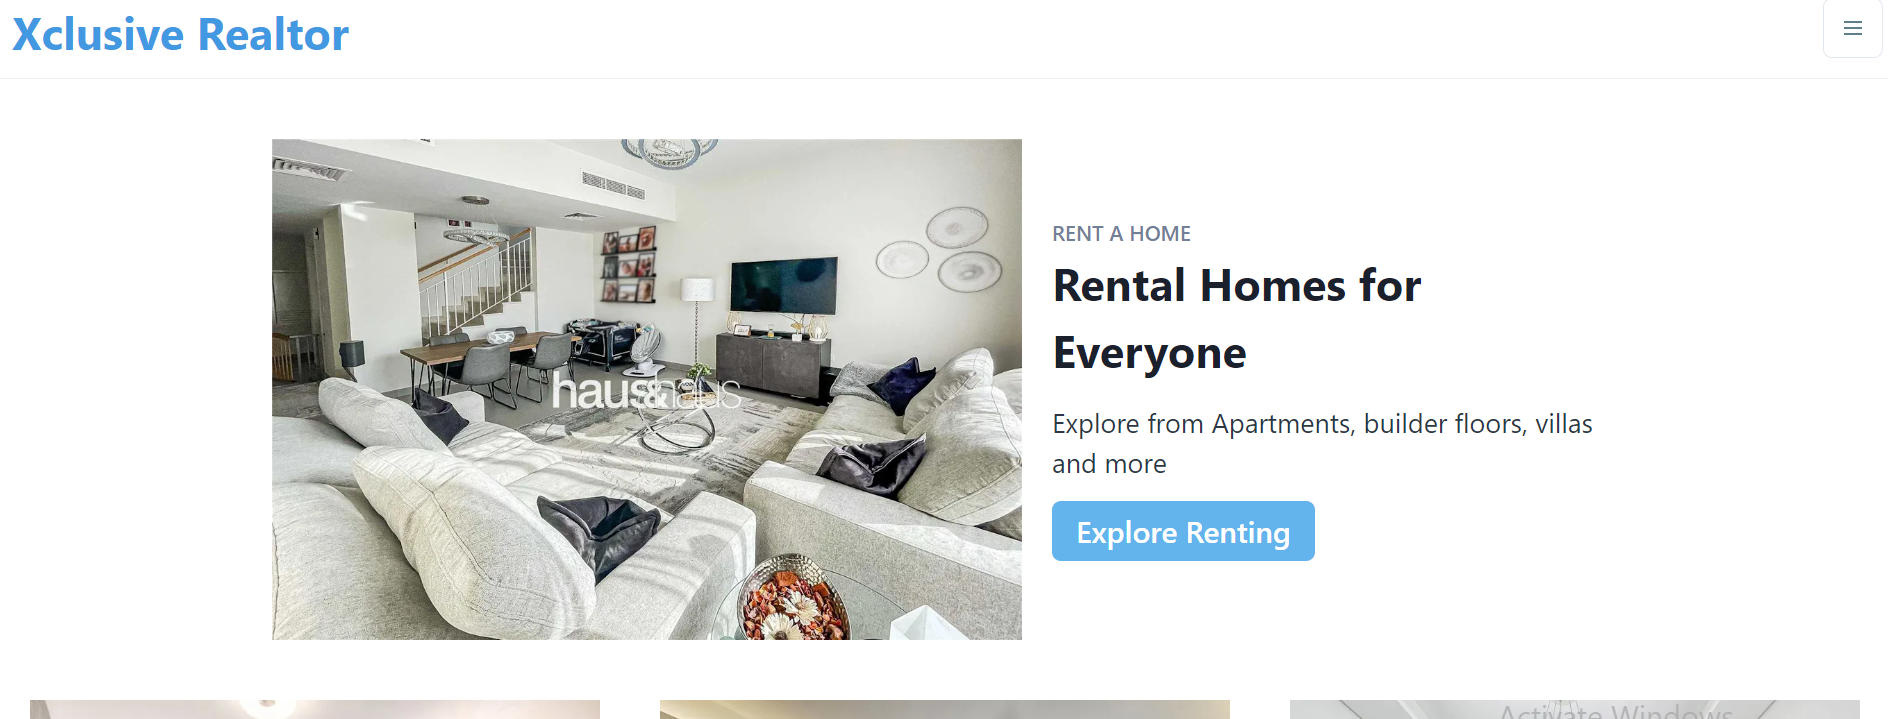 Xclusive Realtor
haus&haus
RENT A HOME
Rental Homes for
Everyone
Explore from Apartments, builder floors, villas
and more
Explore Renting
Activate Windows